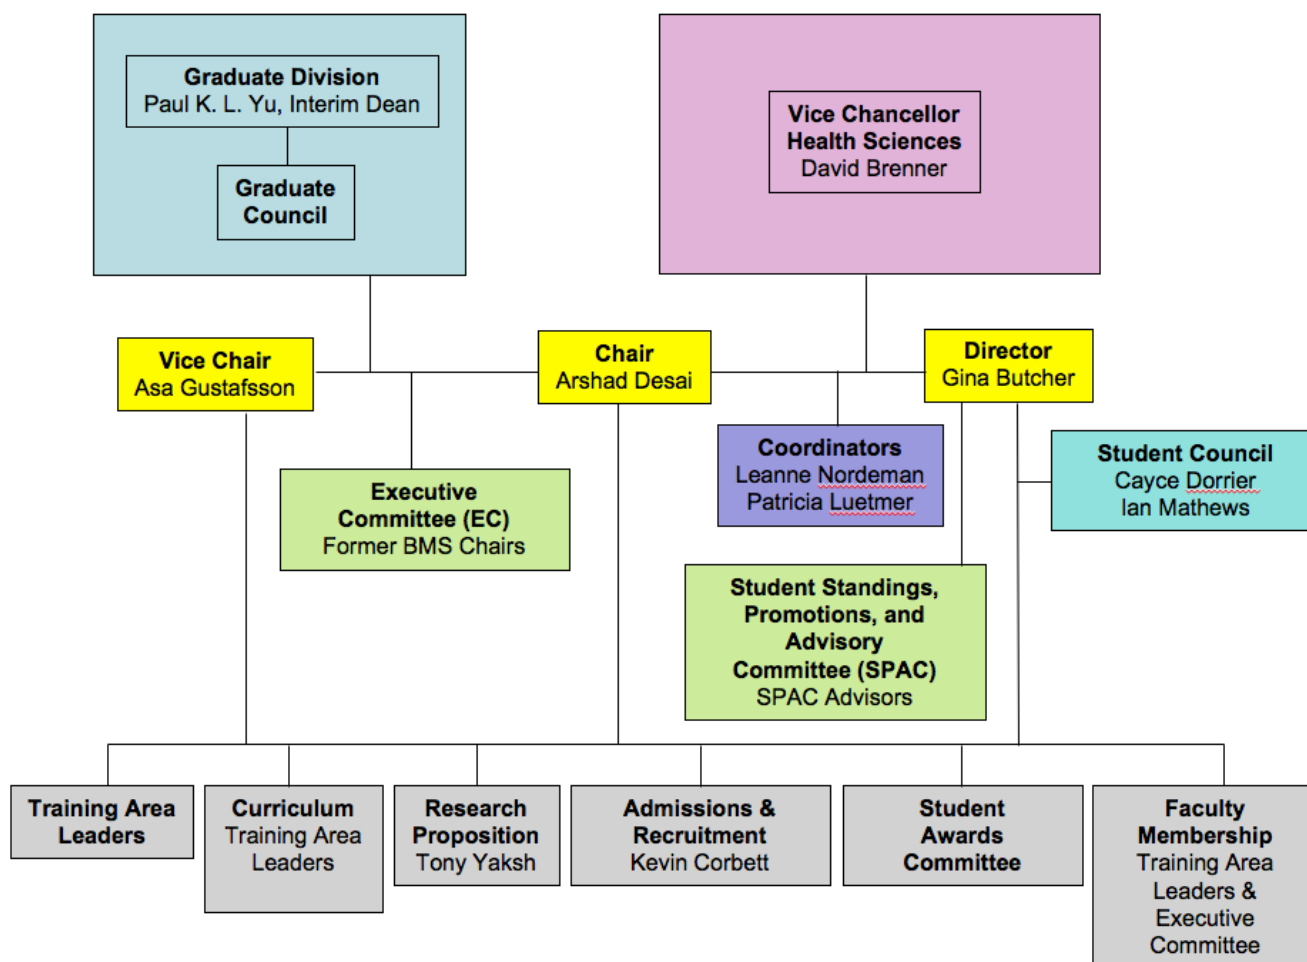 Graduate Division
Paul K. L. Yu, Interim Dean
Graduate
Council
Vice Chancellor
Health Sciences
David Brenner
Vice Chair
Asa Gustafsson
Chair
Arshad Desai
Director
Gina Butcher
Executive
Committee (EC)
Former BMS Chairs
Coordinators
Leanne Nordeman
Patricia Luetmer
Student Council
Cayce Dorrier
Ian Mathews
Student Standings,
Promotions, and
Advisory
Committee (SPAC)
SPAC Advisors
Training Area
Leaders
Curriculum
Training Area
Leaders
Research
Proposition
Tony Yaksh
Admissions &
Recruitment
Kevin Corbett
Student
Awards
Committee
Faculty
Membership
Training Area
Leaders &
Executive
Committee